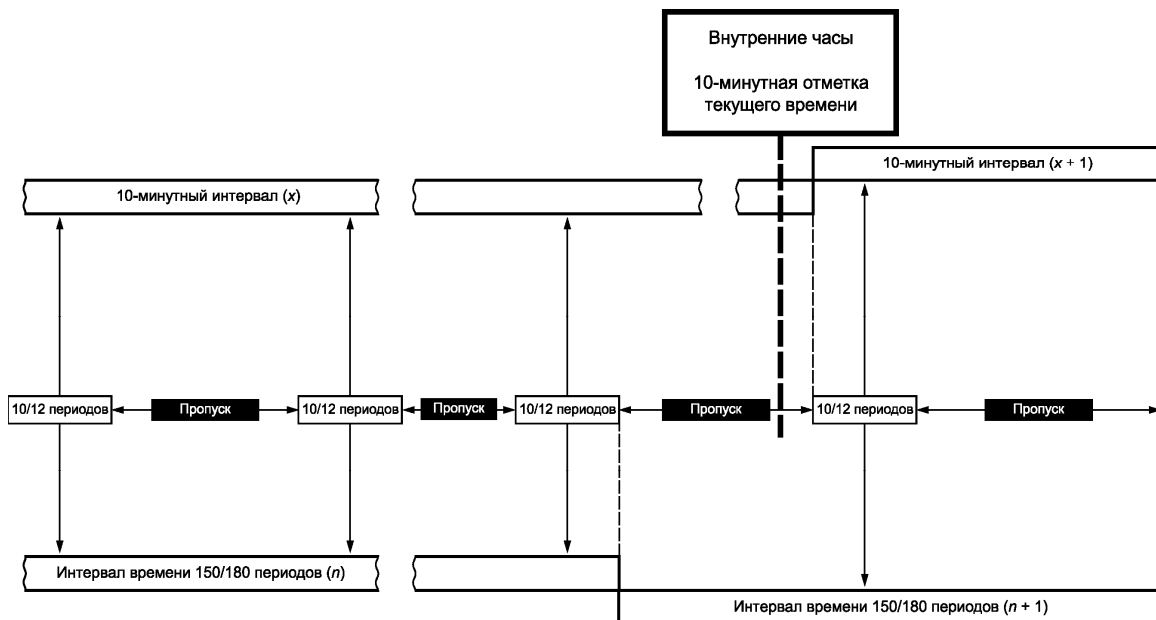 Внутренние часы
10-минутная отметка
текущего времени
10-минутный интервал (x + 1)
10-минутный интервал (x)
10/12 периодов
Пропуск
10/12 периодов
Пропуск
10/12 периодов
Пропуск
10/12 периодов
Пропуск
Интервал времени 150/180 периодов (n)
Интервал времени 150/180 периодов (n + 1)